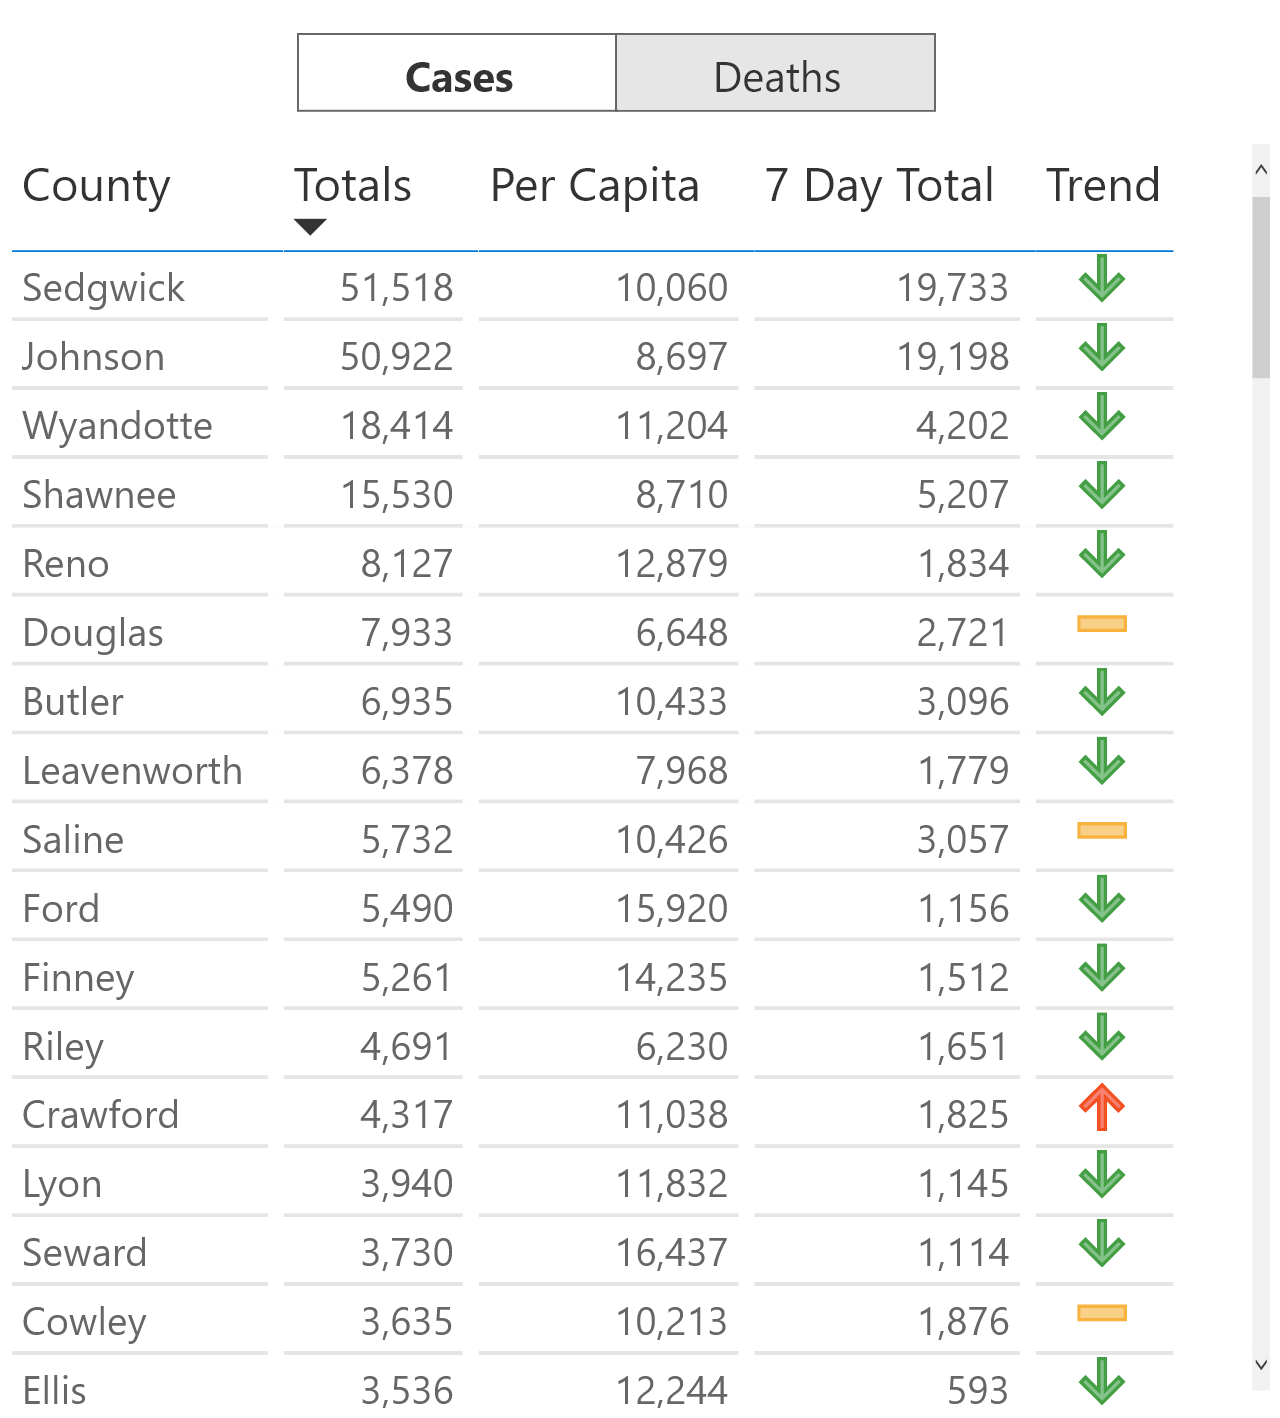 Cases Deaths
County Totals Per Capita 7 Day Total Trend
Sedgwick 51,518 10,060 19,733
Johnson 50,922 8,697 19,198
Wyandotte 18,414 11,204 4,202
Shawnee 15,530 8,710 5,207
Reno 8,127 12,879 1,834
Douglas 7,933 6,648 2,721
Butler 6,935 10,433 3,096
Leavenworth 6,378 7,968 1,779
Saline 5,732 10,426 3,057
Ford 5,490 15,920 1,156
Finney 5,261 14,235 1,512
Riley 4,691 6,230 1,651
Crawford 4,317 11,038 1,825
Lyon 3,940 11,832 1,145
Seward 3,730 16,437 1,114
Cowley 3,635 10,213 1,876
Ellis 3,536 12,244 593